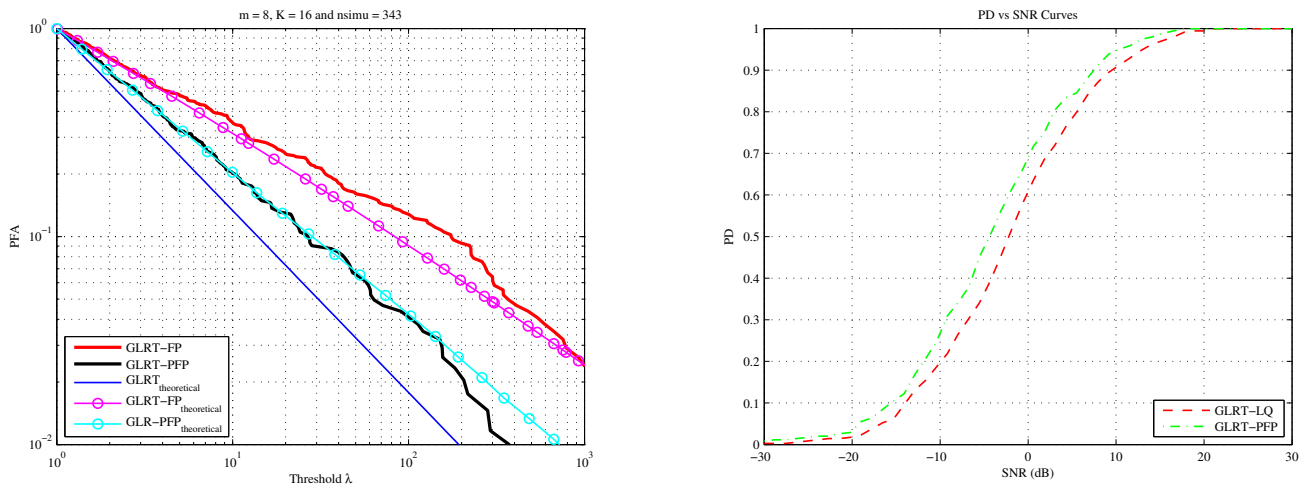 m = 8, K = 16 and nsimu = 343
10^0
10^-1
10^-2
PFA
10^0
10^1
10^2
10^3
Threshold λ
GLRT-FP
GLRT-PFP
GLRT_theoretical
GLRT-FP_theoretical
GLR-PFP_theoretical
PD vs SNR Curves
1
0.9
0.8
0.7
0.6
0.5
0.4
0.3
0.2
0.1
0
PD
-30
-20
-10
0
10
20
30
SNR (dB)
GLRT-LQ
GLRT-PFP